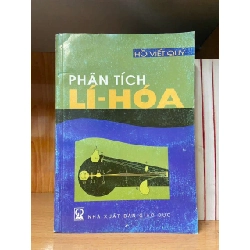 HỒ VIẾT QUÝ
PHÂN TÍCH
LÍ-HÓA
NHÀ XUẤT BẢN GIÁO DỤC